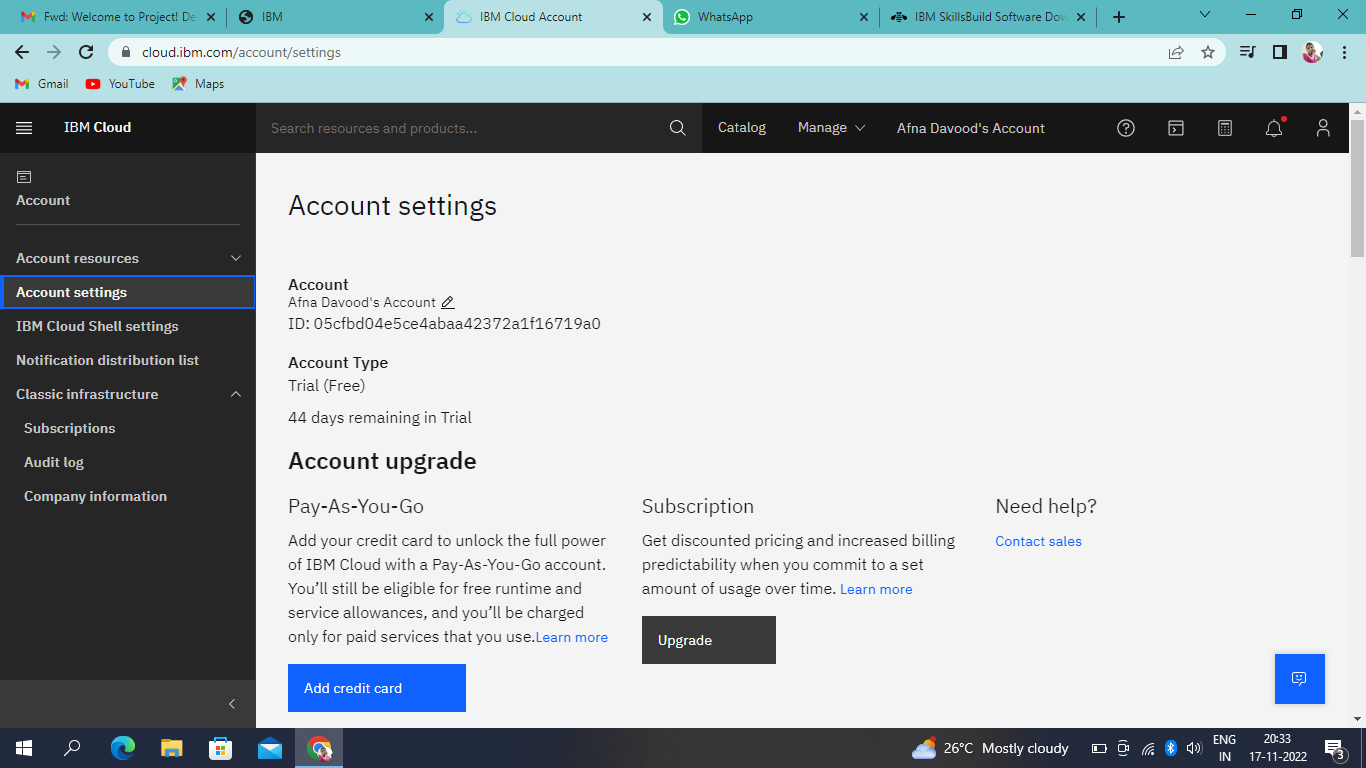 Fwd: Welcome to Project! De
IBM
IBM Cloud Account
WhatsApp
IBM SkillsBuild Software Dow
cloud.ibm.com/account/settings
Gmail
YouTube
Maps
IBM Cloud
Search resources and products...
Catalog
Manage
Afna Davood's Account
Account
Account resources
Account settings
IBM Cloud Shell settings
Notification distribution list
Classic infrastructure
Subscriptions
Audit log
Company information
Account settings
Account
Afna Davood's Account
ID: 05cfbd04e5ce4abaa42372a1f16719a0
Account Type
Trial (Free)
44 days remaining in Trial
Account upgrade
Pay-As-You-Go
Add your credit card to unlock the full power
of IBM Cloud with a Pay-As-You-Go account.
You’ll still be eligible for free runtime and
service allowances, and you’ll be charged
only for paid services that you use.Learn more
Add credit card
Subscription
Get discounted pricing and increased billing
predictability when you commit to a set
amount of usage over time. Learn more
Upgrade
Need help?
Contact sales
26°C Mostly cloudy
ENG
IN
20:33
17-11-2022
3